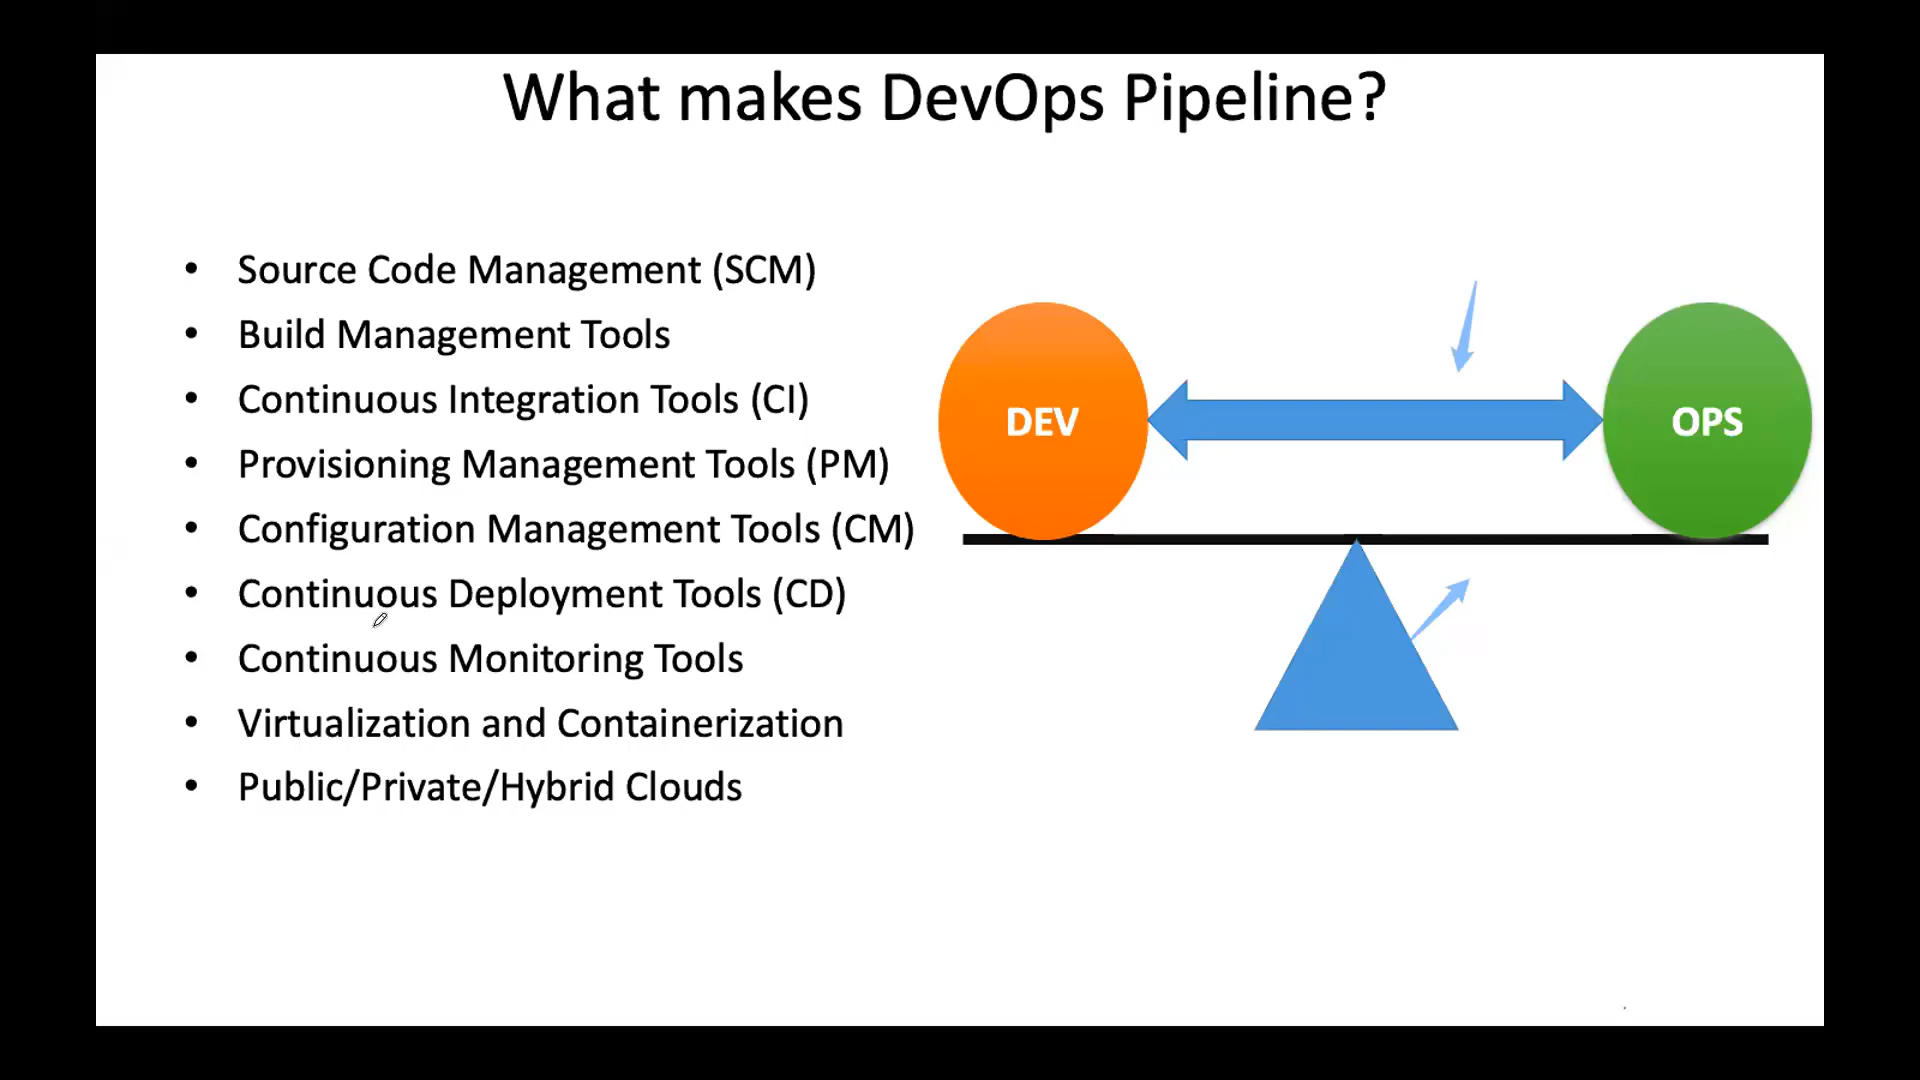 What makes DevOps Pipeline?
• Source Code Management (SCM)
• Build Management Tools
• Continuous Integration Tools (CI)
• Provisioning Management Tools (PM)
• Configuration Management Tools (CM)
• Continuous Deployment Tools (CD)
• Continuous Monitoring Tools
• Virtualization and Containerization
• Public/Private/Hybrid Clouds
DEV
OPS